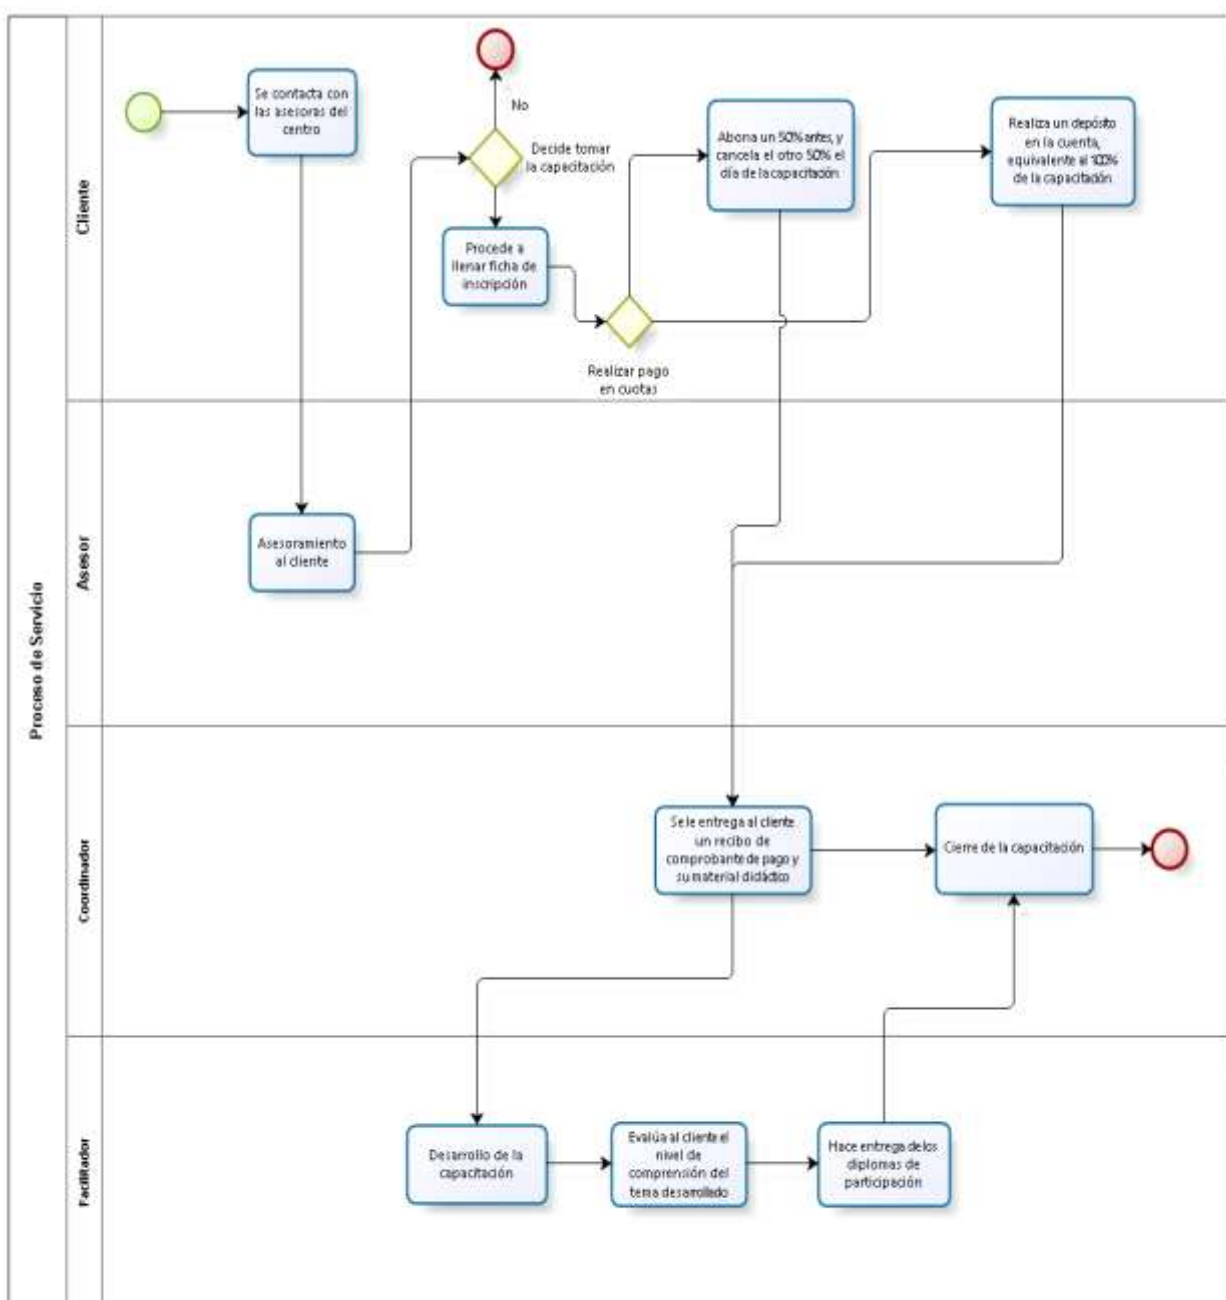 Proceso de Servicio
Cliente
Se contacta con
las asesoras del
centro
No
Decide tomar
la capacitación
Procede a
llenar ficha de
inscripción
Realizar pago
en cuotas
Abona un 50% antes, y
cancela el otro 50% el
día de la capacitación
Realiza un depósito
en la cuenta,
equivalente al 100%
de la capacitación
Asesor
Asesoramiento
al cliente
Coordinador
Se le entrega al cliente
un recibo de
comprobante de pago y
su material didáctico
Cierre de la capacitación
Facilitador
Desarrollo de la
capacitación
Evalúa al cliente el
nivel de
comprensión del
tema desarrollado
Hace entrega de los
diplomas de
participación